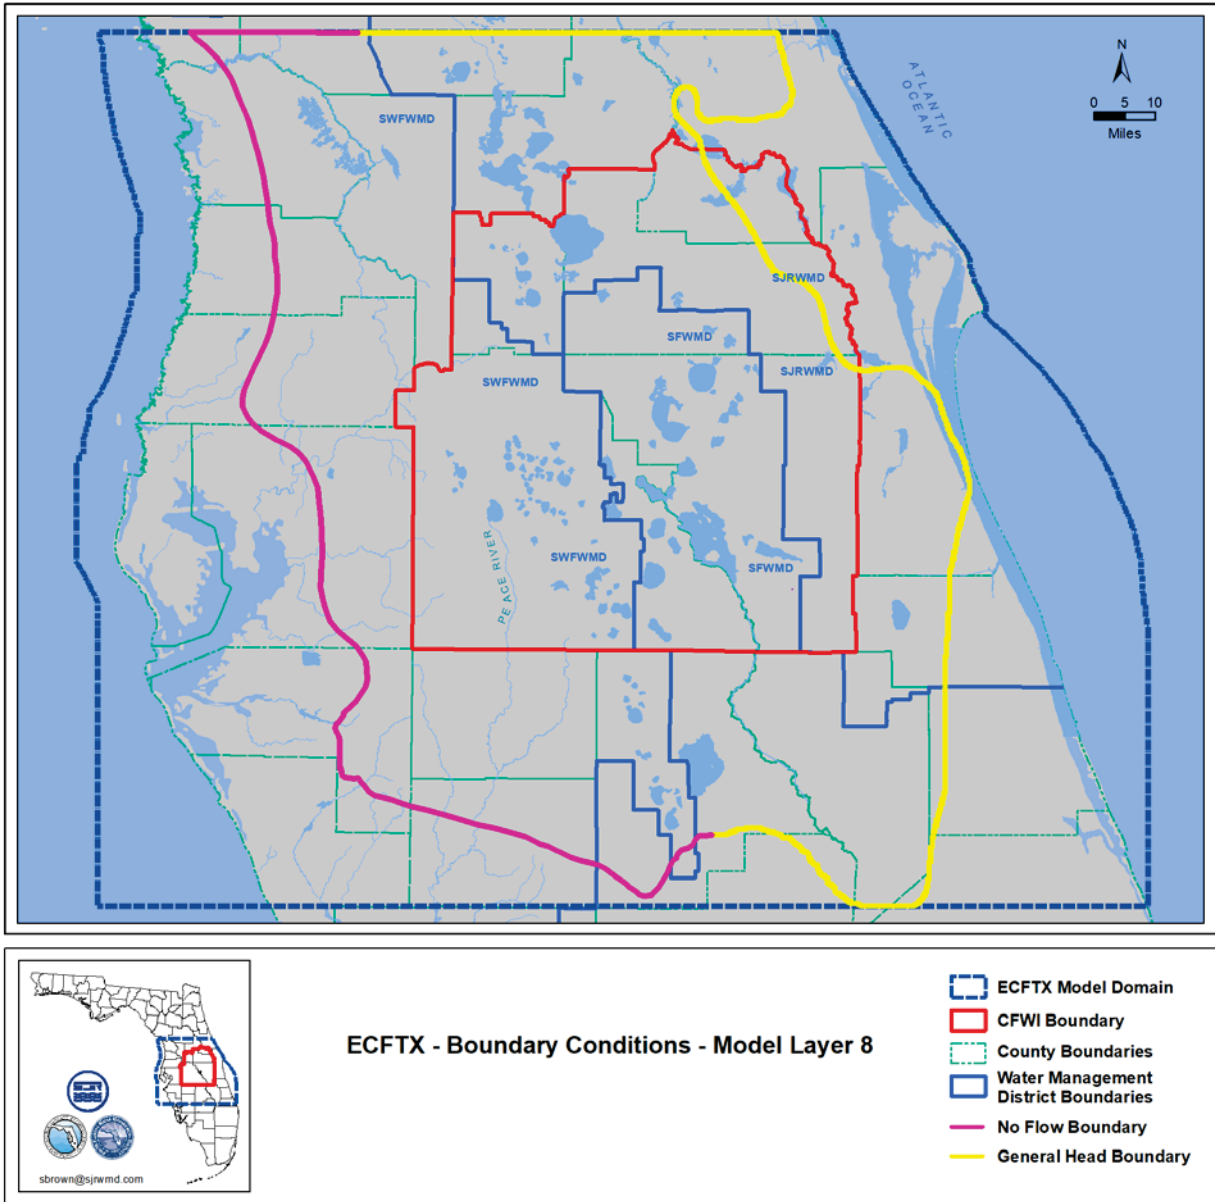 N
0 5 10
Miles
ATLANTIC
OCEAN
SWFWMD
SJRWMD
SFWMD
SJRWMD
SWFWMD
SWFWMD
SFWMD
PEACE RIVER
ECFTX - Boundary Conditions - Model Layer 8
sbrown@sjrwmd.com
ECFTX Model Domain
CFWI Boundary
County Boundaries
Water Management
District Boundaries
No Flow Boundary
General Head Boundary